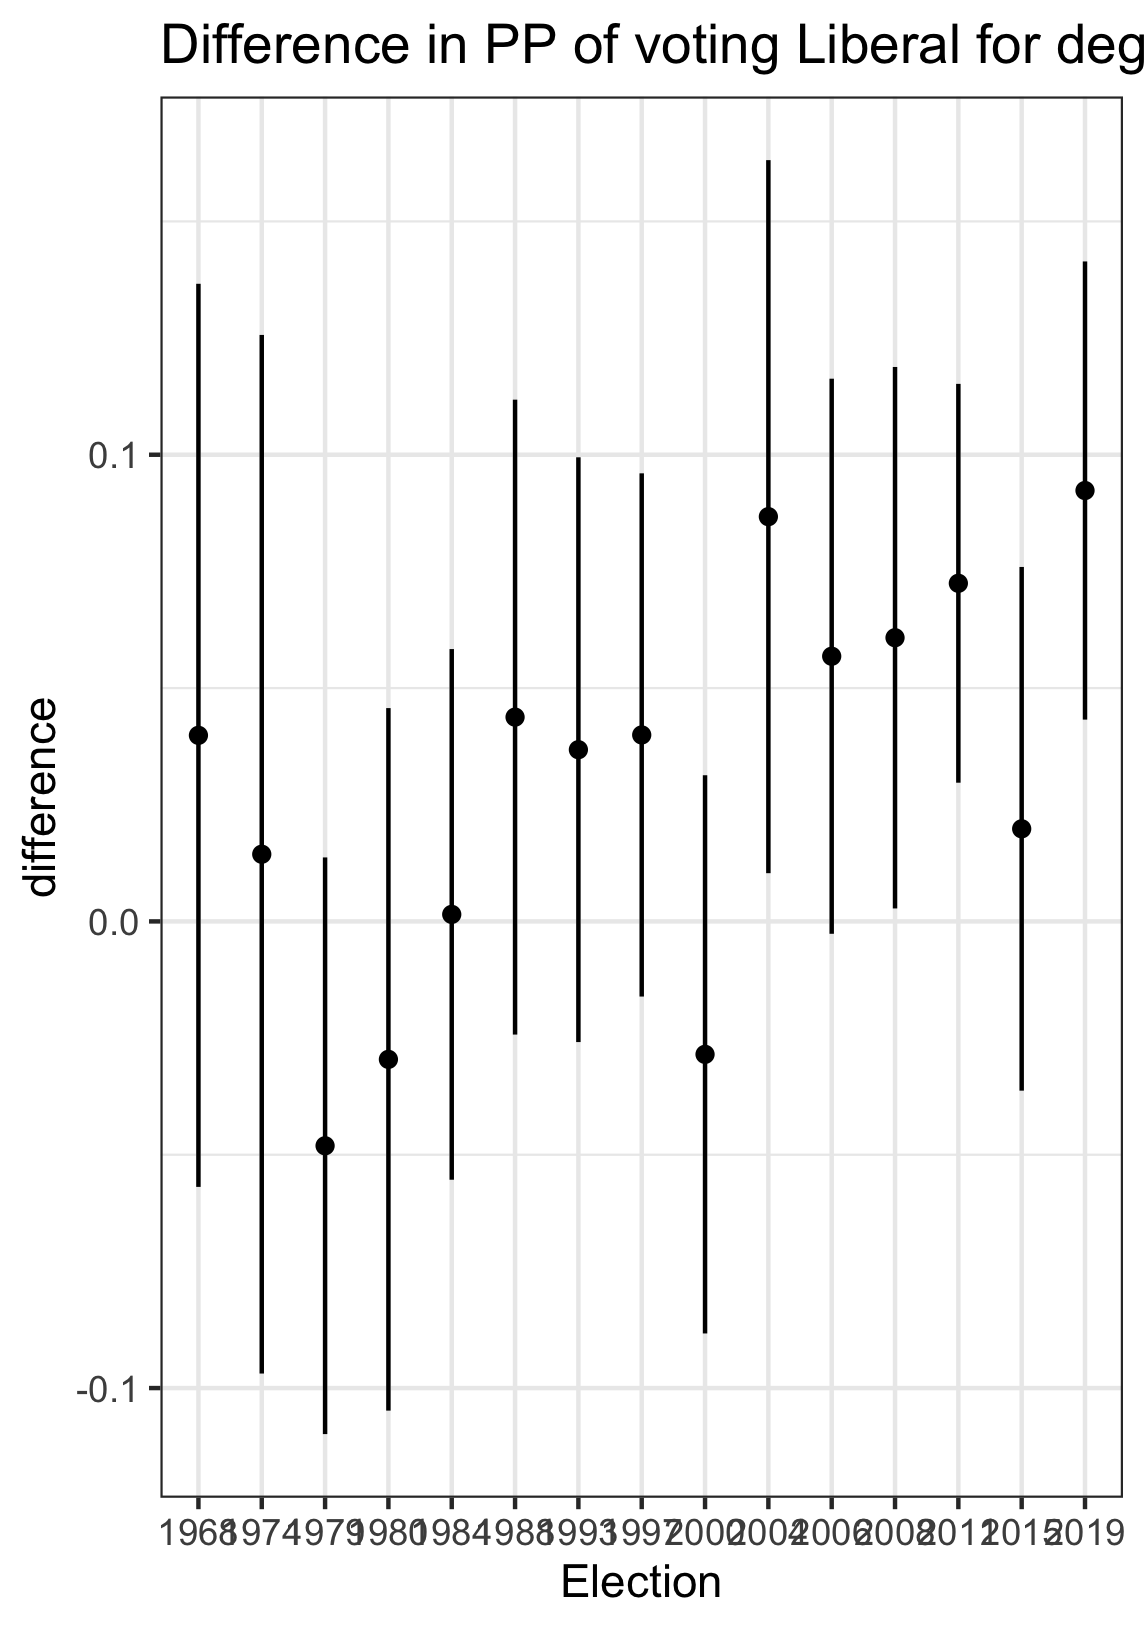 Difference in PP of voting Liberal for deg
difference
0.1
0.0
-0.1
1968 1974 1979 1980 1984 1988 1993 1997 2000 2004 2006 2008 2011 2015 2019
Election